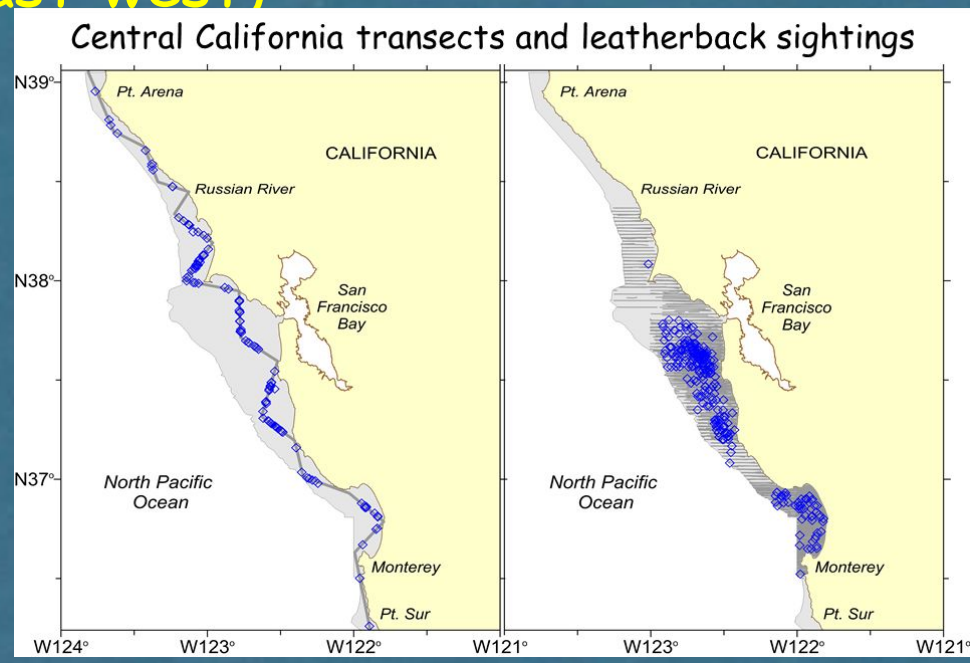 Central California transects and leatherback sightings
N39°
Pt. Arena
CALIFORNIA
Russian River
N38°
San
Francisco
Bay
N37°
North Pacific
Ocean
Monterey
Pt. Sur
W124°
W123°
W122°
W121°
Pt. Arena
CALIFORNIA
Russian River
San
Francisco
Bay
North Pacific
Ocean
Monterey
Pt. Sur
W123°
W122°
W121°